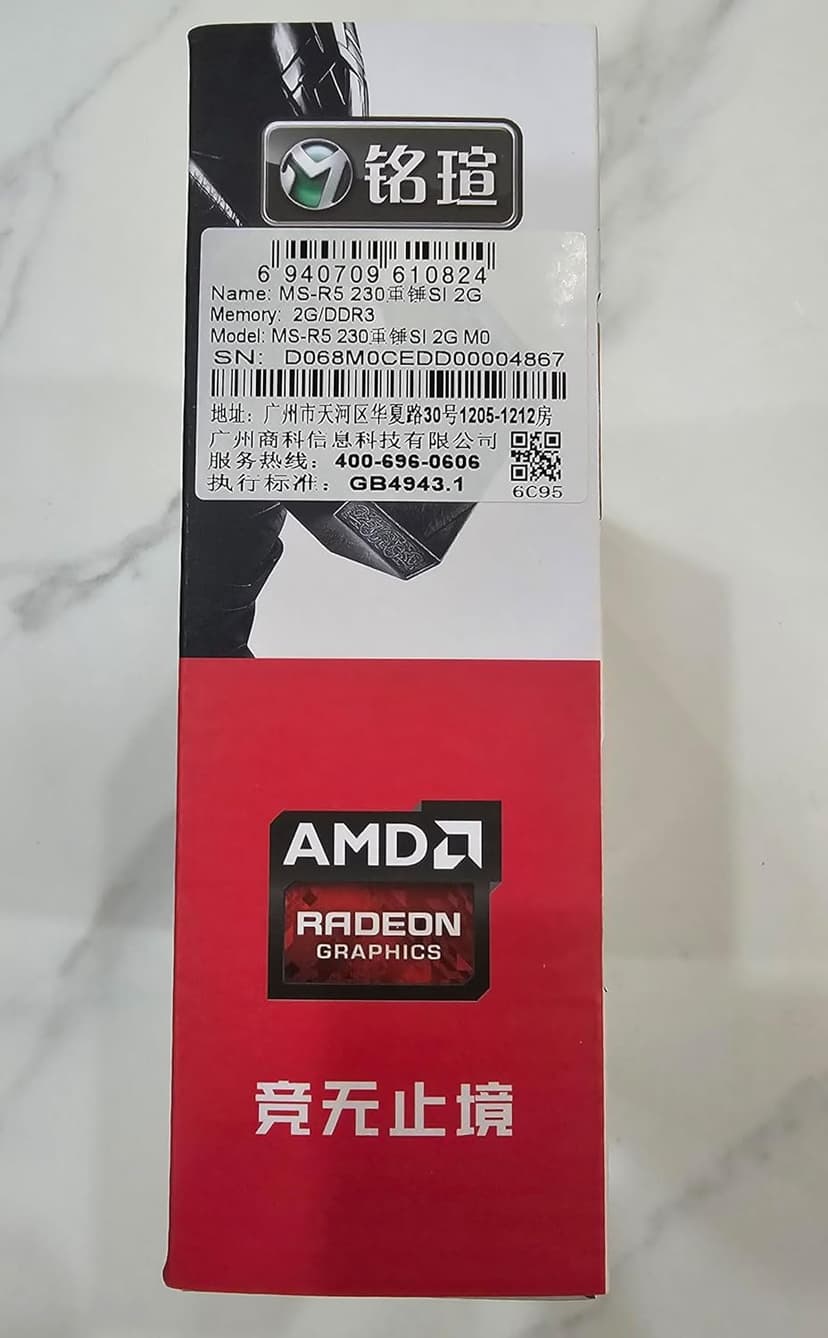 铭瑄
6 940709 610824
Name: MS-R5 230重锤SI 2G
Memory: 2G/DDR3
Model: MS-R5 230重锤SI 2G M0
SN: D068M0CEDD00004867
地址：广州市天河区华夏路30号1205-1212房
广州商科信息科技有限公司
服务热线：400-696-0606
执行标准：GB4943.1
6C95
AMD
RADEON
GRAPHICS
竞无止境